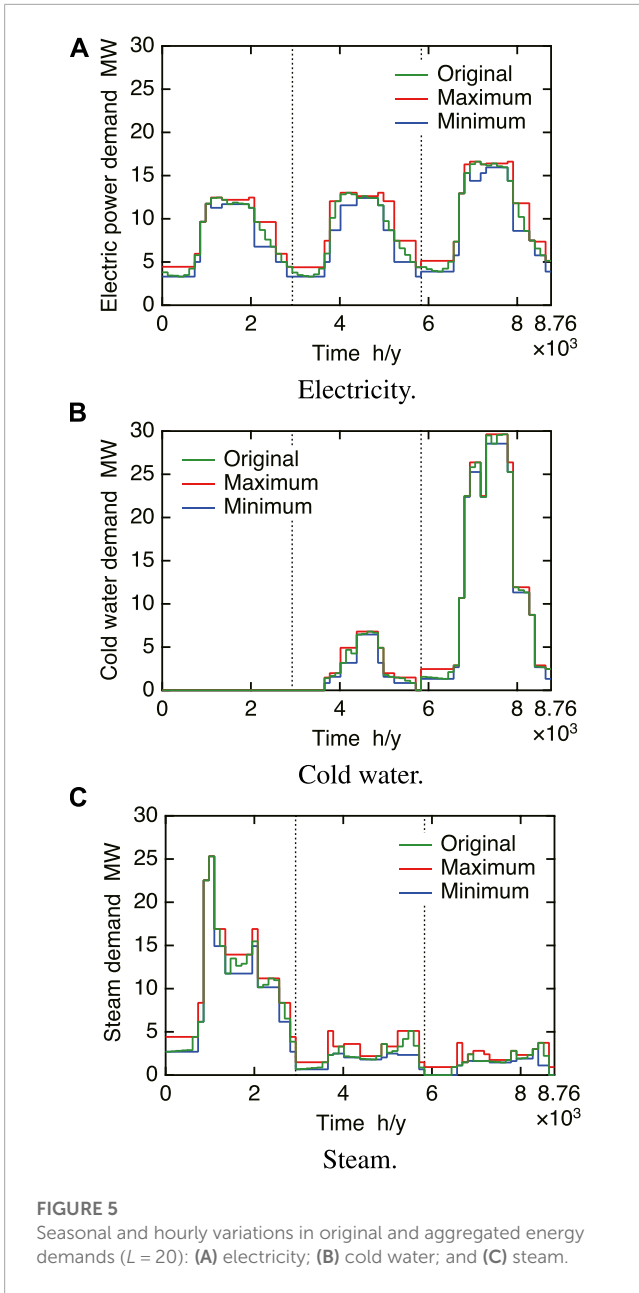 A
Electric power demand MW
30
25
20
15
10
5
0
Original
Maximum
Minimum
0 2 4 6 8 8.76
×10³
Time h/y
Electricity.
B
Cold water demand MW
30
25
20
15
10
5
0
Original
Maximum
Minimum
0 2 4 6 8 8.76
×10³
Time h/y
Cold water.
C
Steam demand MW
30
25
20
15
10
5
0
Original
Maximum
Minimum
0 2 4 6 8 8.76
×10³
Time h/y
Steam.
FIGURE 5
Seasonal and hourly variations in original and aggregated energy
demands (L = 20): (A) electricity; (B) cold water; and (C) steam.